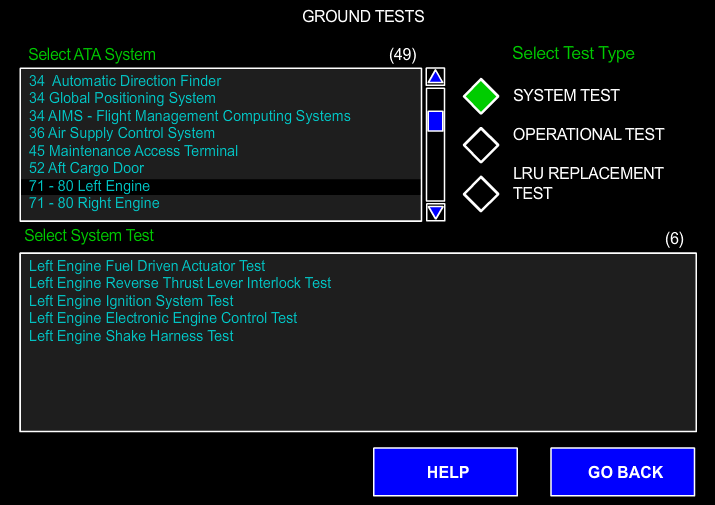 GROUND TESTS
Select ATA System
(49)
34  Automatic Direction Finder
34 Global Positioning System
34 AIMS - Flight Management Computing Systems
36 Air Supply Control System
45 Maintenance Access Terminal
52 Aft Cargo Door
71 - 80 Left Engine
71 - 80 Right Engine
Select Test Type
SYSTEM TEST
OPERATIONAL TEST
LRU REPLACEMENT
TEST
Select System Test
(6)
Left Engine Fuel Driven Actuator Test
Left Engine Reverse Thrust Lever Interlock Test
Left Engine Ignition System Test
Left Engine Electronic Engine Control Test
Left Engine Shake Harness Test
HELP
GO BACK